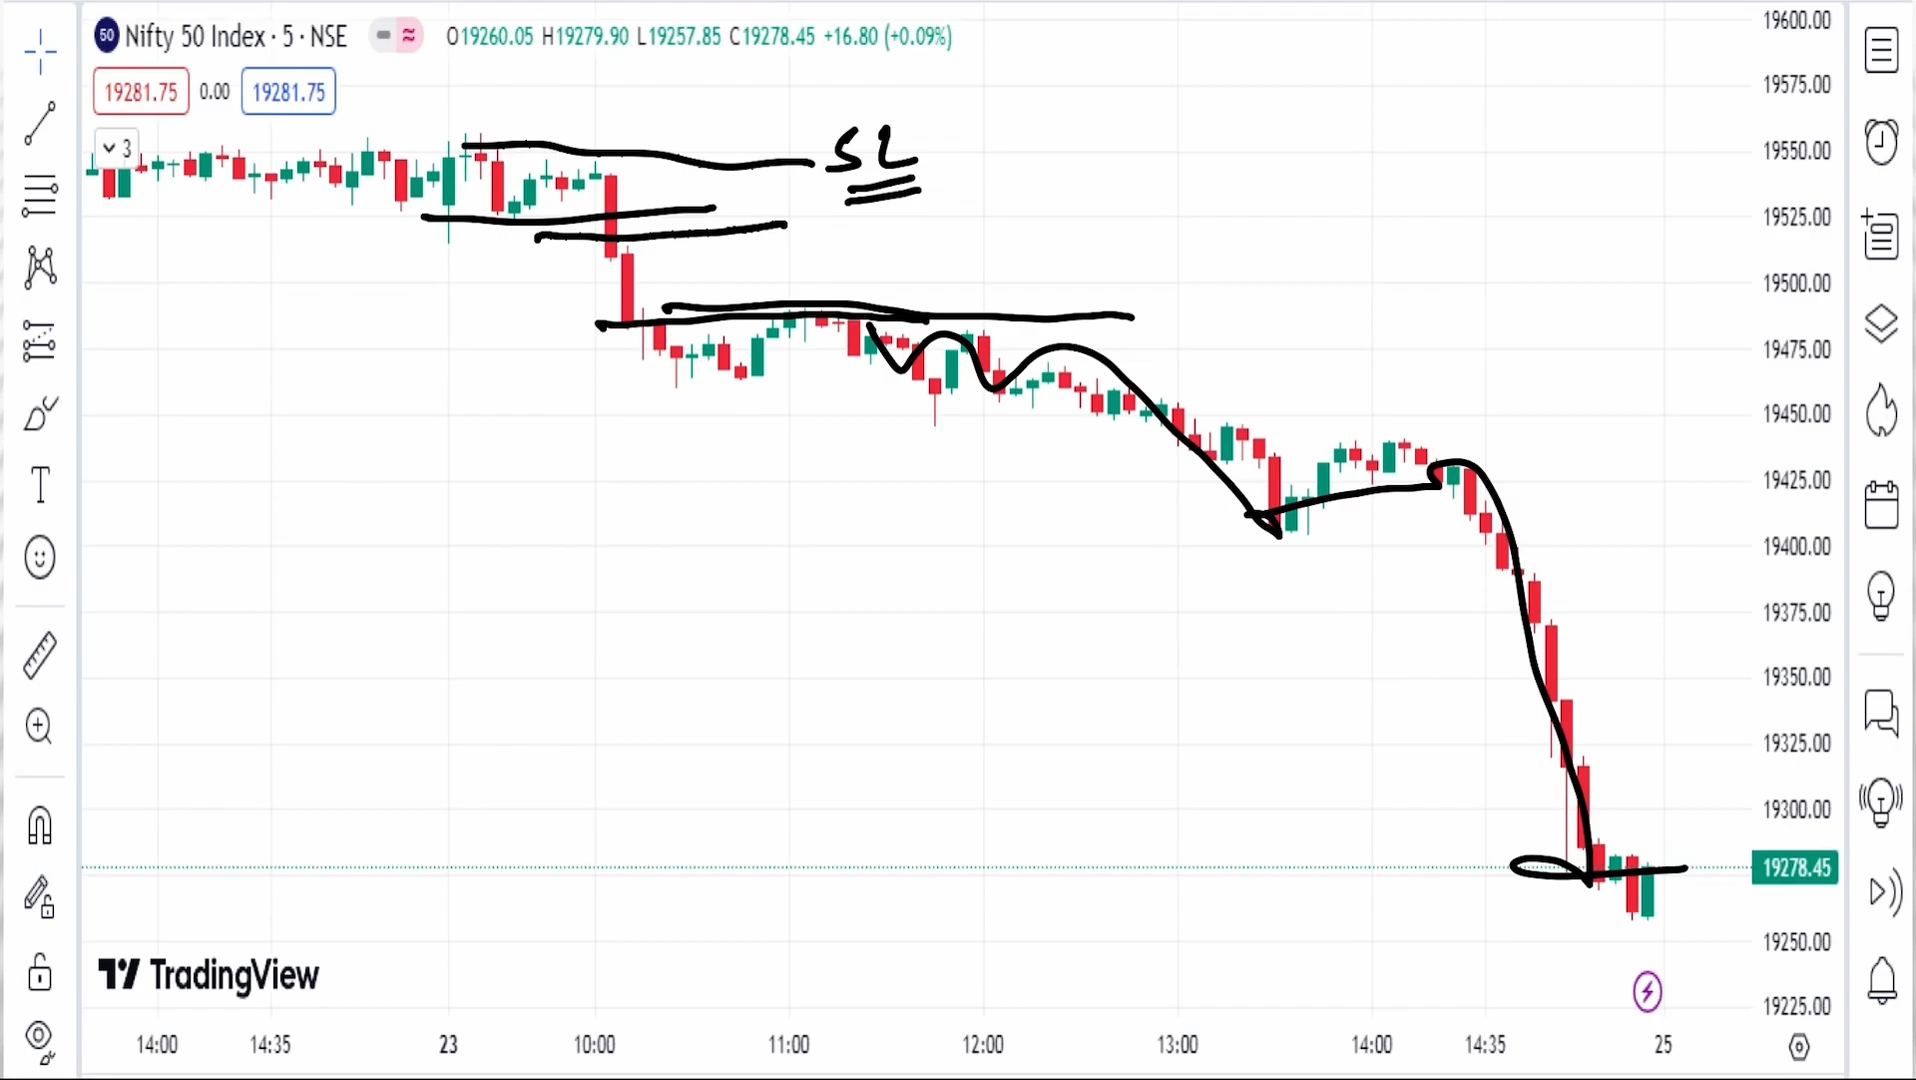 Nifty 50 Index · 5 · NSE
O19260.05 H19279.90 L19257.85 C19278.45 +16.80 (+0.09%)
19281.75 0.00 19281.75
3
SL
19600.00
19575.00
19550.00
19525.00
19500.00
19475.00
19450.00
19425.00
19400.00
19375.00
19350.00
19325.00
19300.00
19278.45
19250.00
19225.00
TradingView
14:00 14:35 23 10:00 11:00 12:00 13:00 14:00 14:35 25